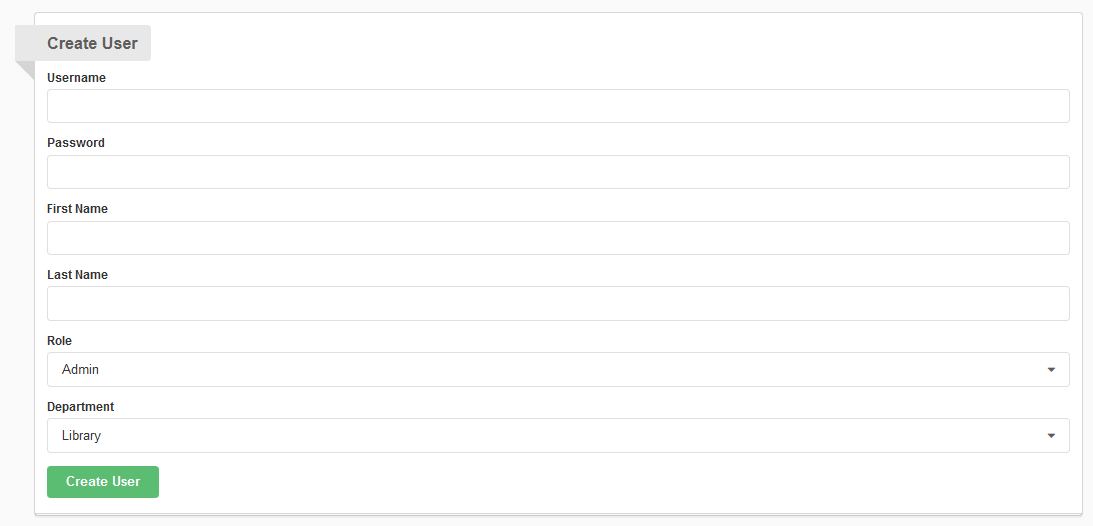 Create User
Username
Password
First Name
Last Name
Role
Admin
Department
Library
Create User